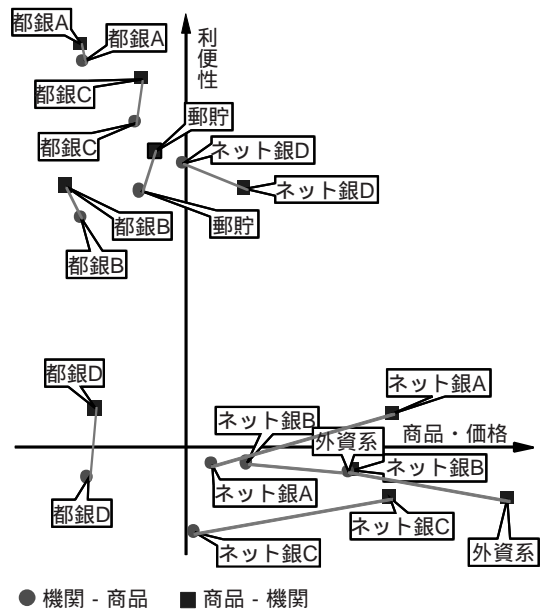 都銀A
都銀A
利便性
都銀C
都銀C
郵貯
ネット銀D
ネット銀D
都銀B
郵貯
都銀B
都銀D
ネット銀A
ネット銀B
外資系
商品・価格
ネット銀B
ネット銀A
都銀D
ネット銀C
ネット銀C
外資系
機関 - 商品
商品 - 機関